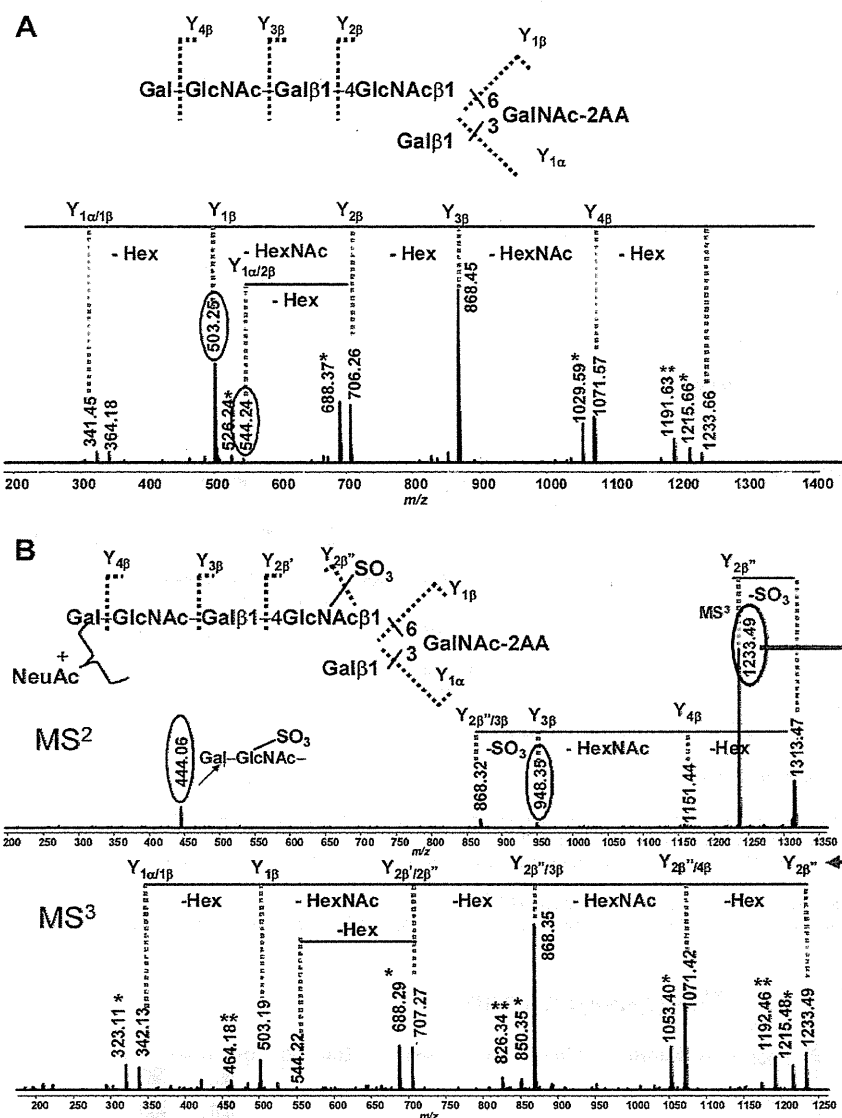 A
Y4β Y3β Y2β Y1β
Gal–GlcNAc–Galβ1–4GlcNAcβ1
6
GalNAc-2AA
3
Galβ1
Y1α
Y1α/1β Y1β Y2β Y3β Y4β
- Hex - HexNAc - Hex - HexNAc - Hex
Y1α/2β
- Hex
341.45 364.18 503.25 526.24* 544.24 688.37* 706.26 868.45 1029.59* 1071.57 1191.63* 1215.66* 1233.66
200 300 400 500 600 700 800 900 1000 1100 1200 1300 1400
m/z
B
Y4β Y3β Y2β' Y2β"
SO3
Gal–GlcNAc–Galβ1–4GlcNAcβ1
Y1β
6
GalNAc-2AA
3
Galβ1
Y1α
+
NeuAc
Y2β"
-SO3
MS3
1233.49
1313.47
MS2
444.06
SO3
Gal–GlcNAc–
Y2β"/3β Y3β Y4β
-SO3 - HexNAc -Hex
868.32 948.35 1151.44
200 250 300 350 400 450 500 550 600 650 700 750 800 850 900 950 1000 1050 1100 1150 1200 1250 1300 1350
m/z
Y1α/1β Y1β Y2β'/2β" Y2β"/3β Y2β"/4β Y2β"
MS3
-Hex - HexNAc -Hex - HexNAc -Hex
-Hex
323.11* 342.13 464.18* 503.19 544.22 688.29* 707.27 826.34* 850.35* 868.35 1053.40* 1071.42 1192.46* 1215.48* 1233.49
200 250 300 350 400 450 500 550 600 650 700 750 800 850 900 950 1000 1050 1100 1150 1200 1250
m/z